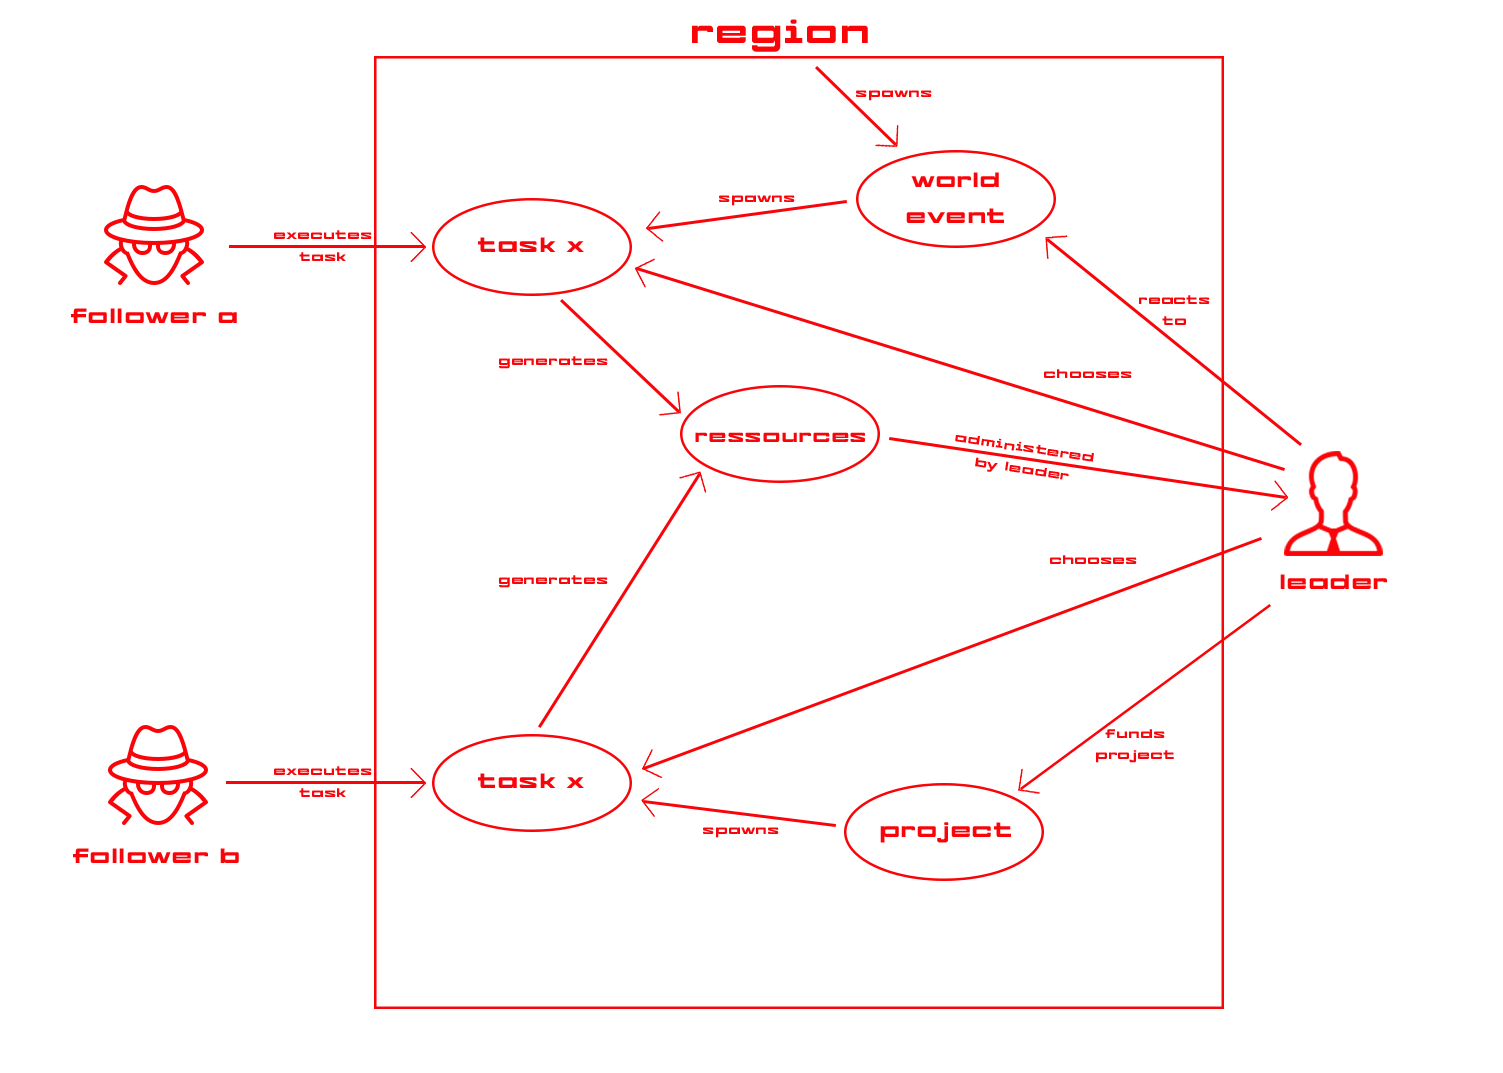 region
spawns
world
event
spawns
executes
task
task x
follower a
reacts
to
generates
chooses
ressources
administered
by leader
chooses
generates
leader
funds
project
executes
task
task x
spawns
project
follower b